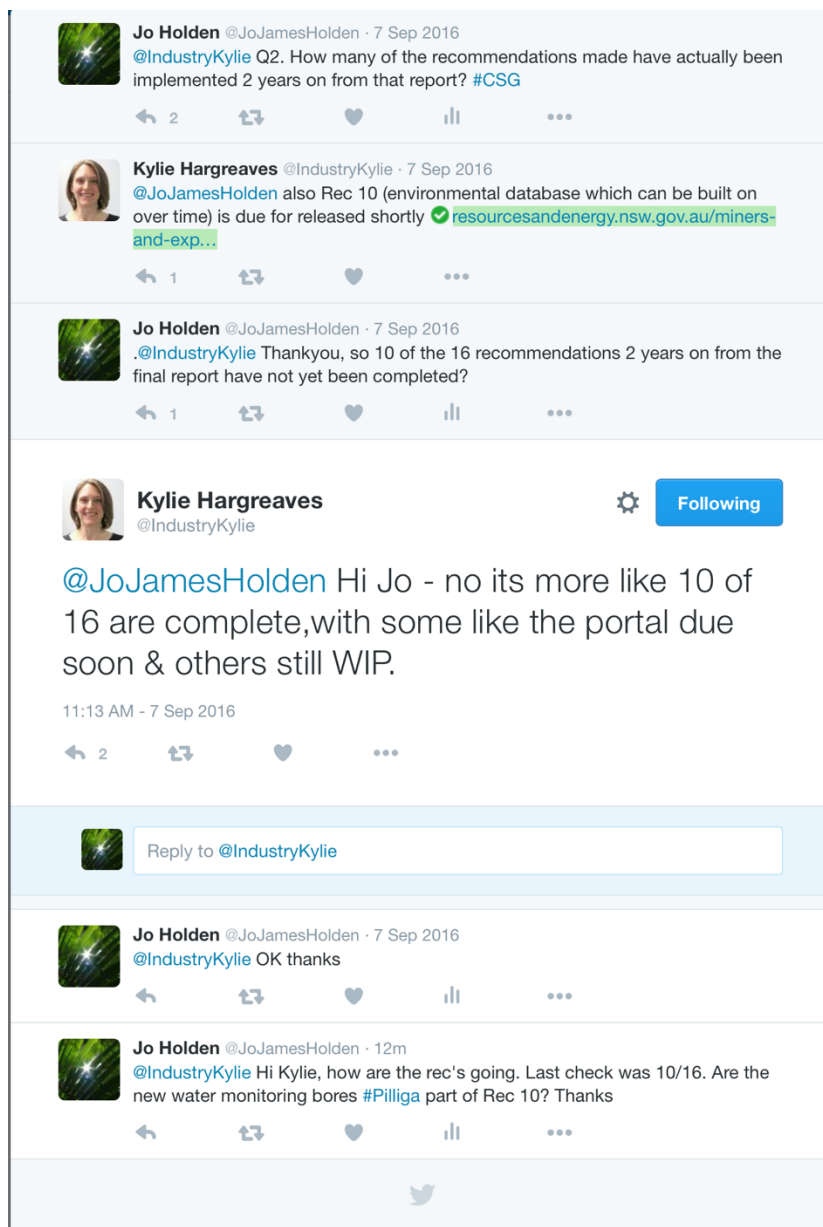 Jo Holden @JoJamesHolden · 7 Sep 2016
@IndustryKylie Q2. How many of the recommendations made have actually been
implemented 2 years on from that report? #CSG
2
Kylie Hargreaves @IndustryKylie · 7 Sep 2016
@JoJamesHolden also Rec 10 (environmental database which can be built on
over time) is due for released shortly resourcesandenergy.nsw.gov.au/miners-
and-exp...
1
Jo Holden @JoJamesHolden · 7 Sep 2016
.@IndustryKylie Thankyou, so 10 of the 16 recommendations 2 years on from the
final report have not yet been completed?
1
Kylie Hargreaves
@IndustryKylie
Following
@JoJamesHolden Hi Jo - no its more like 10 of
16 are complete,with some like the portal due
soon & others still WIP.
11:13 AM - 7 Sep 2016
2
Reply to @IndustryKylie
Jo Holden @JoJamesHolden · 7 Sep 2016
@IndustryKylie OK thanks
Jo Holden @JoJamesHolden · 12m
@IndustryKylie Hi Kylie, how are the rec's going. Last check was 10/16. Are the
new water monitoring bores #Pilliga part of Rec 10? Thanks